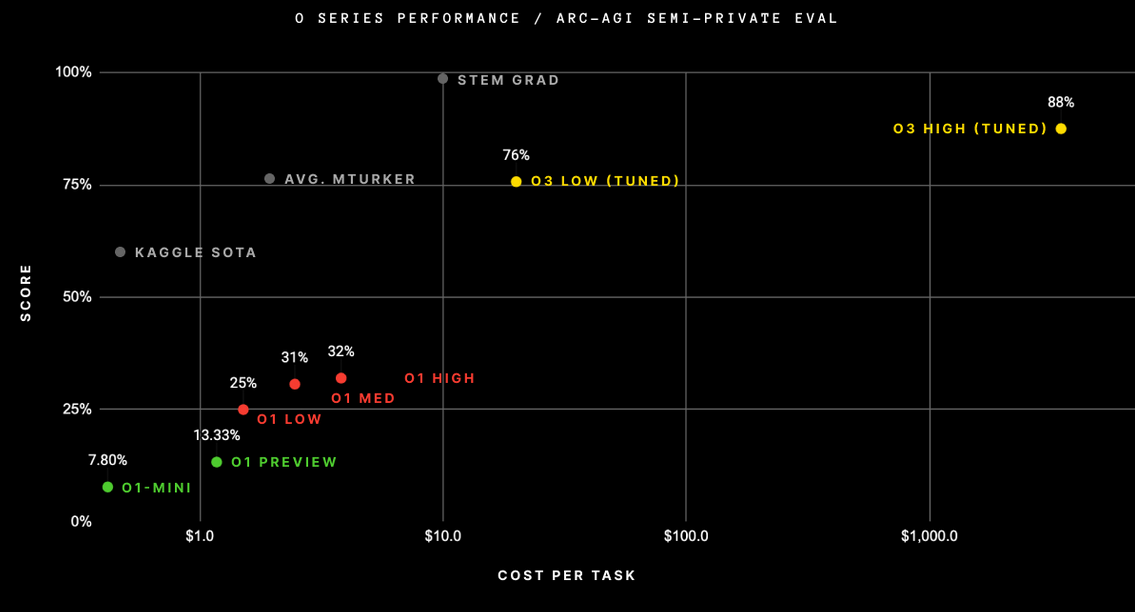 O SERIES PERFORMANCE / ARC-AGI SEMI-PRIVATE EVAL
100%
STEM GRAD
88%
O3 HIGH (TUNED)
76%
O3 LOW (TUNED)
AVG. MTURKER
75%
KAGGLE SOTA
SCORE
50%
31%
32%
O1 HIGH
25%
O1 MED
25%
O1 LOW
13.33%
O1 PREVIEW
7.80%
O1-MINI
0%
$1.0
$10.0
$100.0
$1,000.0
COST PER TASK